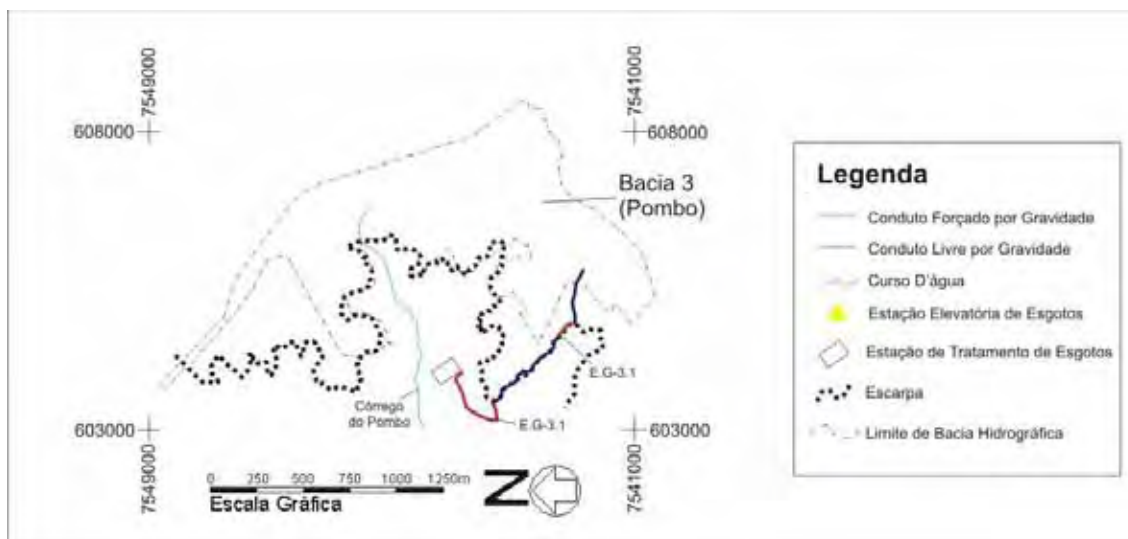 7549000
7541000
608000
608000
Bacia 3
(Pombo)
E.G-3.1
Córrego
do Pombo
E.G-3.1
603000
603000
0 250 500 750 1000 1250m
Escala Gráfica
N
7549000
7541000
Legenda
Conduto Forçado por Gravidade
Conduto Livre por Gravidade
Curso D'água
Estação Elevatória de Esgotos
Estação de Tratamento de Esgotos
Escarpa
Limite de Bacia Hidrográfica